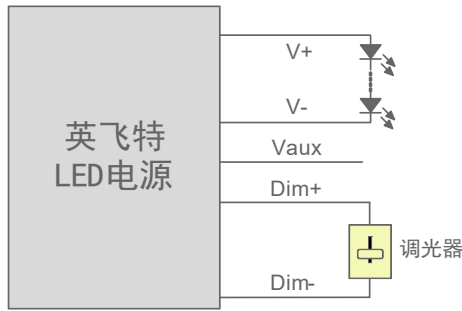 英飞特
LED电源
V+
V-
Vaux
Dim+
调光器
Dim-